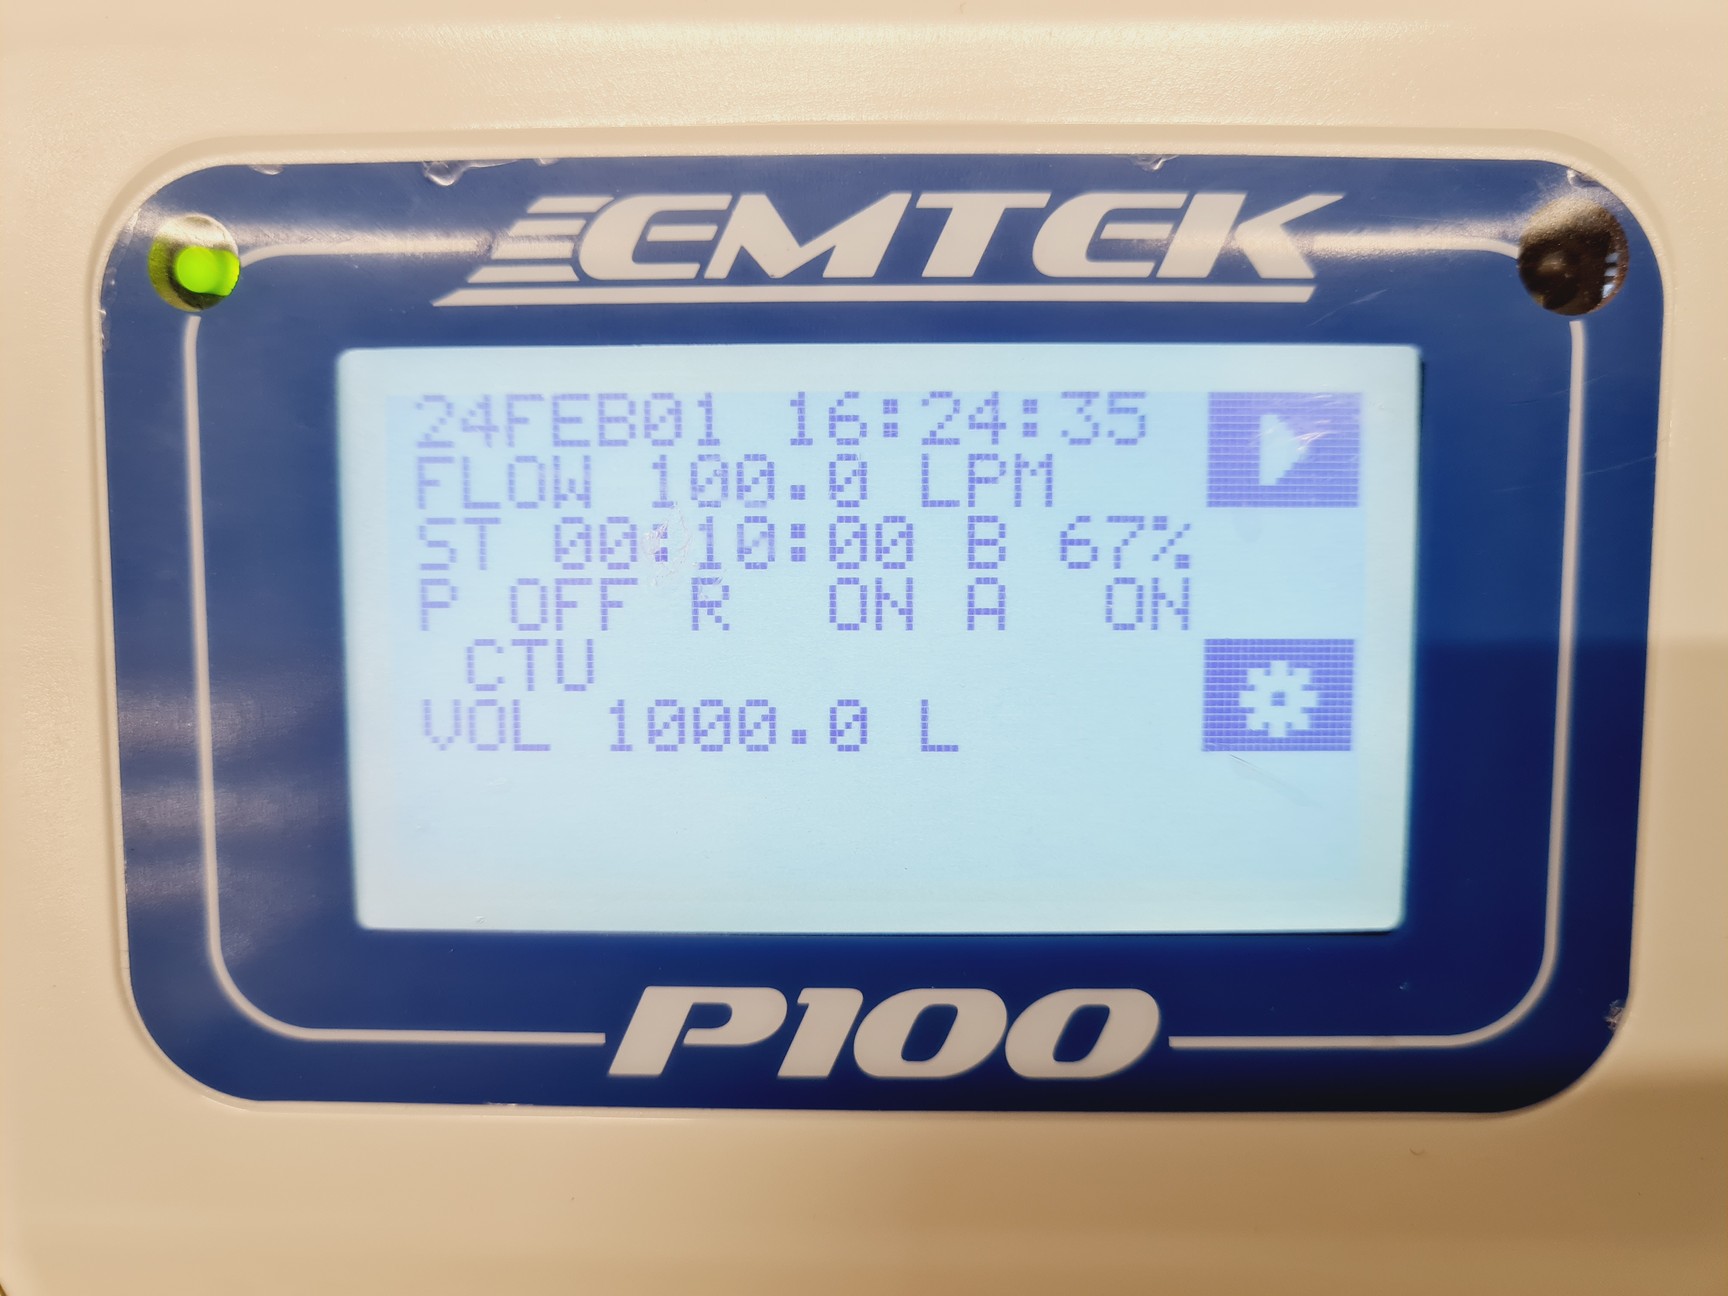 EMTEK
24FEB01 16:24:35
FLOW 100.0 LPM
ST 00:10:00 B 67%
P OFF R ON A ON
CTU
VOL 1000.0 L
P100